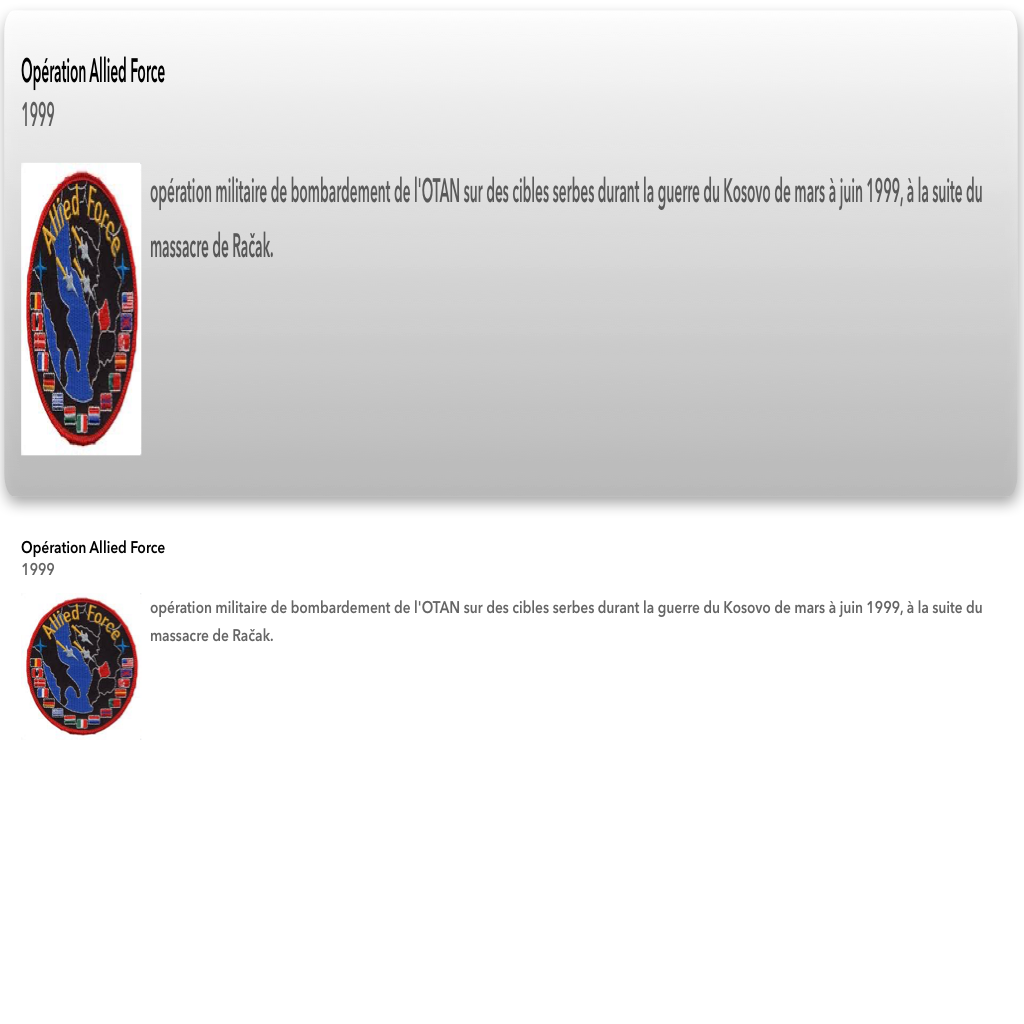 Opération Allied Force
1999
Allied Force
opération militaire de bombardement de l'OTAN sur des cibles serbes durant la guerre du Kosovo de mars à juin 1999, à la suite du
massacre de Račak.
Opération Allied Force
1999
Allied Force
opération militaire de bombardement de l'OTAN sur des cibles serbes durant la guerre du Kosovo de mars à juin 1999, à la suite du
massacre de Račak.